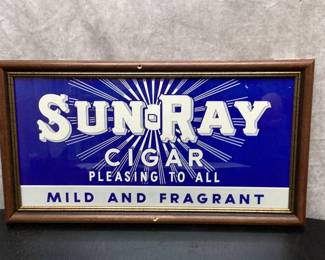 SUN-RAY
CIGAR
PLEASING TO ALL
MILD AND FRAGRANT